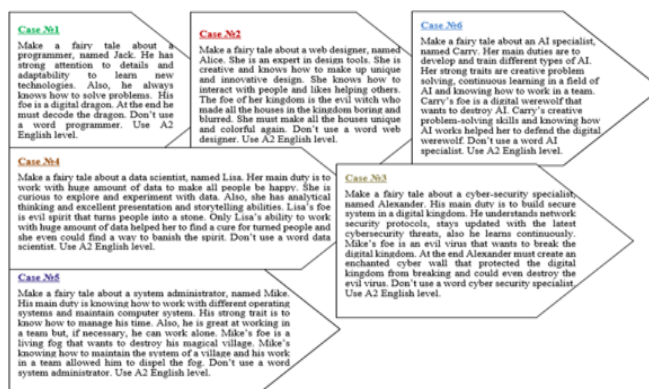 Case №1
Make a fairy tale about a
programmer, named Jack. He has
strong attention to details and
adaptability to learn new
technologies. Also, he always
knows how to solve problems. His
foe is a digital dragon. At the end he
must decode the dragon. Don't use
a word programmer. Use A2
English level.
Case №2
Make a fairy tale about a web designer, named
Alice. She is an expert in design tools. She is
creative and knows how to make up unique
and innovative design. She knows how to
interact with people and likes helping others.
The foe of her kingdom is the evil witch who
made all the houses in the kingdom boring and
blurred. She must make all the houses unique
and colorful again. Don't use a word web
designer. Use A2 English level.
Case №6
Make a fairy tale about an AI specialist,
named Carry. Her main duties are to
develop and train different types of AI.
Her strong traits are creative problem
solving, continuous learning in a field of
AI and knowing how to work in a team.
Carry's foe is a digital werewolf that
wants to destroy AI. Carry's creative
problem-solving skills and knowing how
AI works helped her to defend the digital
werewolf. Don't use a word AI
specialist. Use A2 English level.
Case №4
Make a fairy tale about a data scientist, named Lisa. Her main duty is to
work with huge amount of data to make all people be happy. She is
curious to explore and experiment with data. Also, she has analytical
thinking and excellent presentation and storytelling abilities. Lisa's foe
is evil spirit that turns people into a stone. Only Lisa's ability to work
with huge amount of data helped her to find a cure for turned people and
she even could find a way to banish the spirit. Don't use a word data
scientist. Use A2 English level.
Case №3
Make a fairy tale about a cyber-security specialist,
named Alexander. His main duty is to build secure
system in a digital kingdom. He understands network
security protocols, stays updated with the latest
cybersecurity threats, also he learns continuously.
Mike's foe is an evil virus that wants to break the
digital kingdom. At the end Alexander must create an
enchanted cyber wall that protected the digital
kingdom from breaking and could even destroy the
evil virus. Don't use a word cyber security specialist.
Use A2 English level.
Case №5
Make a fairy tale about a system administrator, named Mike.
His main duty is knowing how to work with different operating
systems and maintain computer system. His strong trait is to
know how to manage his time. Also, he is great at working in
a team but, if necessary, he can work alone. Mike's foe is a
living fog that wants to destroy his magical village. Mike's
knowing how to maintain the system of a village and his work
in a team allowed him to dispel the fog. Don't use a word
system administrator. Use A2 English level.